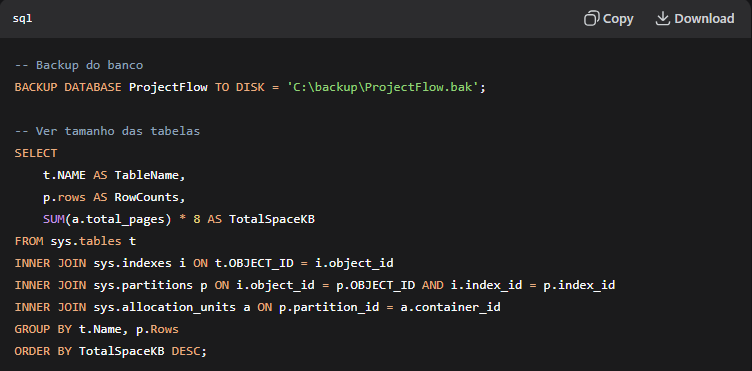 sql
Copy
Download
-- Backup do banco
BACKUP DATABASE ProjectFlow TO DISK = 'C:\backup\ProjectFlow.bak';
-- Ver tamanho das tabelas
SELECT
t.NAME AS TableName,
p.rows AS RowCounts,
SUM(a.total_pages) * 8 AS TotalSpaceKB
FROM sys.tables t
INNER JOIN sys.indexes i ON t.OBJECT_ID = i.object_id
INNER JOIN sys.partitions p ON i.object_id = p.OBJECT_ID AND i.index_id = p.index_id
INNER JOIN sys.allocation_units a ON p.partition_id = a.container_id
GROUP BY t.Name, p.Rows
ORDER BY TotalSpaceKB DESC;